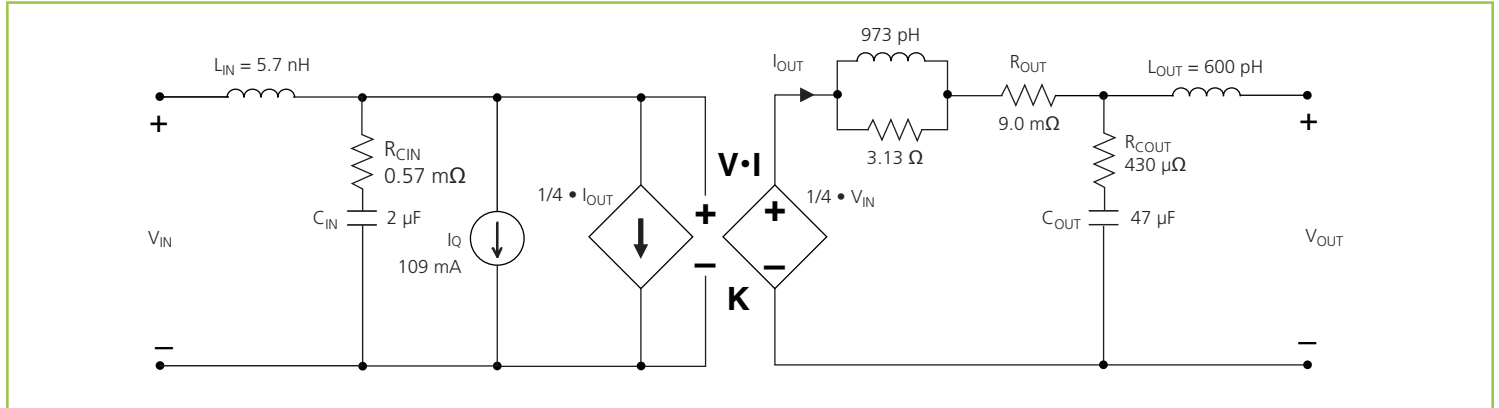 L_IN = 5.7 nH
+
R_CIN
0.57 mΩ
C_IN
2 µF
V_IN
I_Q
109 mA
1/4 • I_OUT
–
V•I
+
–
K
+
–
1/4 • V_IN
I_OUT
973 pH
3.13 Ω
R_OUT
9.0 mΩ
L_OUT = 600 pH
R_COUT
430 µΩ
C_OUT
47 µF
+
V_OUT
–